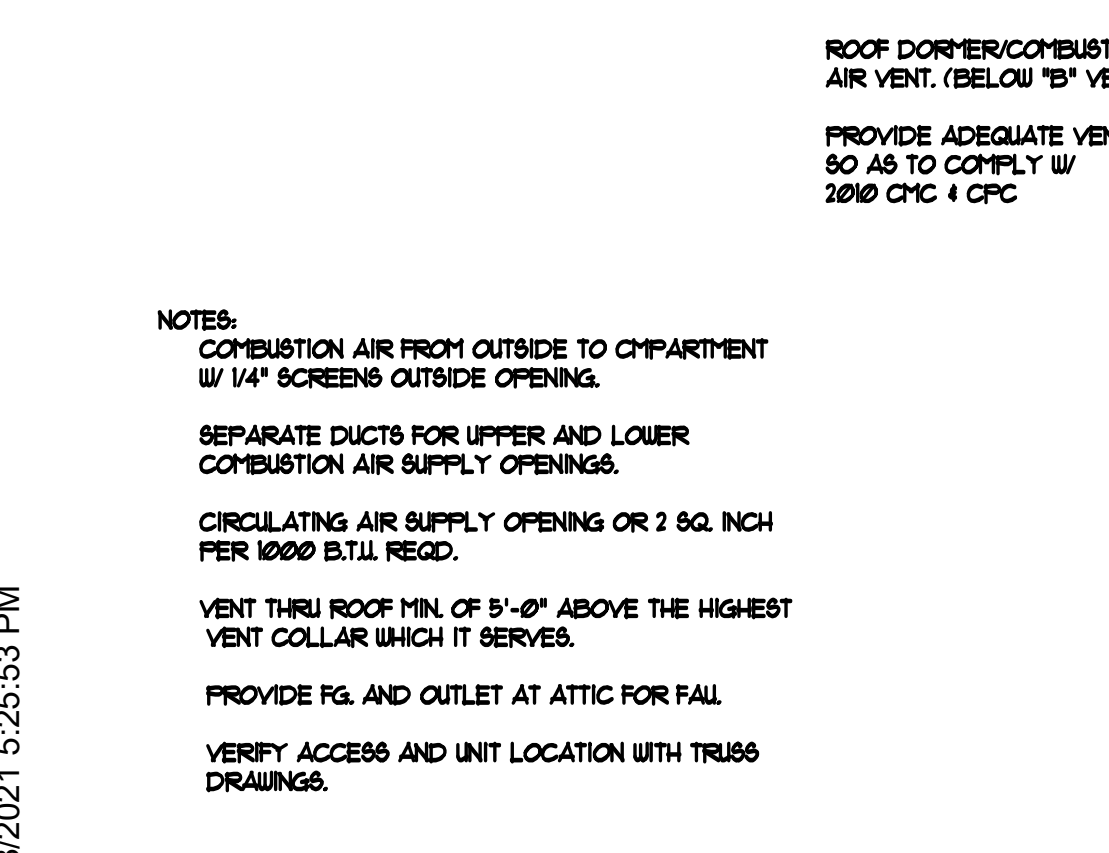 ROOF DORMER/COMBUST
AIR VENT. (BELOW "B" VE
PROVIDE ADEQUATE VEN
SO AS TO COMPLY W/
2010 CMC & CPC
NOTES:
COMBUSTION AIR FROM OUTSIDE TO CMPARTMENT
W/ 1/4" SCREENS OUTSIDE OPENING.
SEPARATE DUCTS FOR UPPER AND LOWER
COMBUSTION AIR SUPPLY OPENINGS.
CIRCULATING AIR SUPPLY OPENING OR 2 SQ. INCH
PER 1000 B.T.U. REQD.
VENT THRU ROOF MIN. OF 5'-0" ABOVE THE HIGHEST
VENT COLLAR WHICH IT SERVES.
PROVIDE FG. AND OUTLET AT ATTIC FOR FAU.
VERIFY ACCESS AND UNIT LOCATION WITH TRUSS
DRAWINGS.
/2021 5:25:53 PM